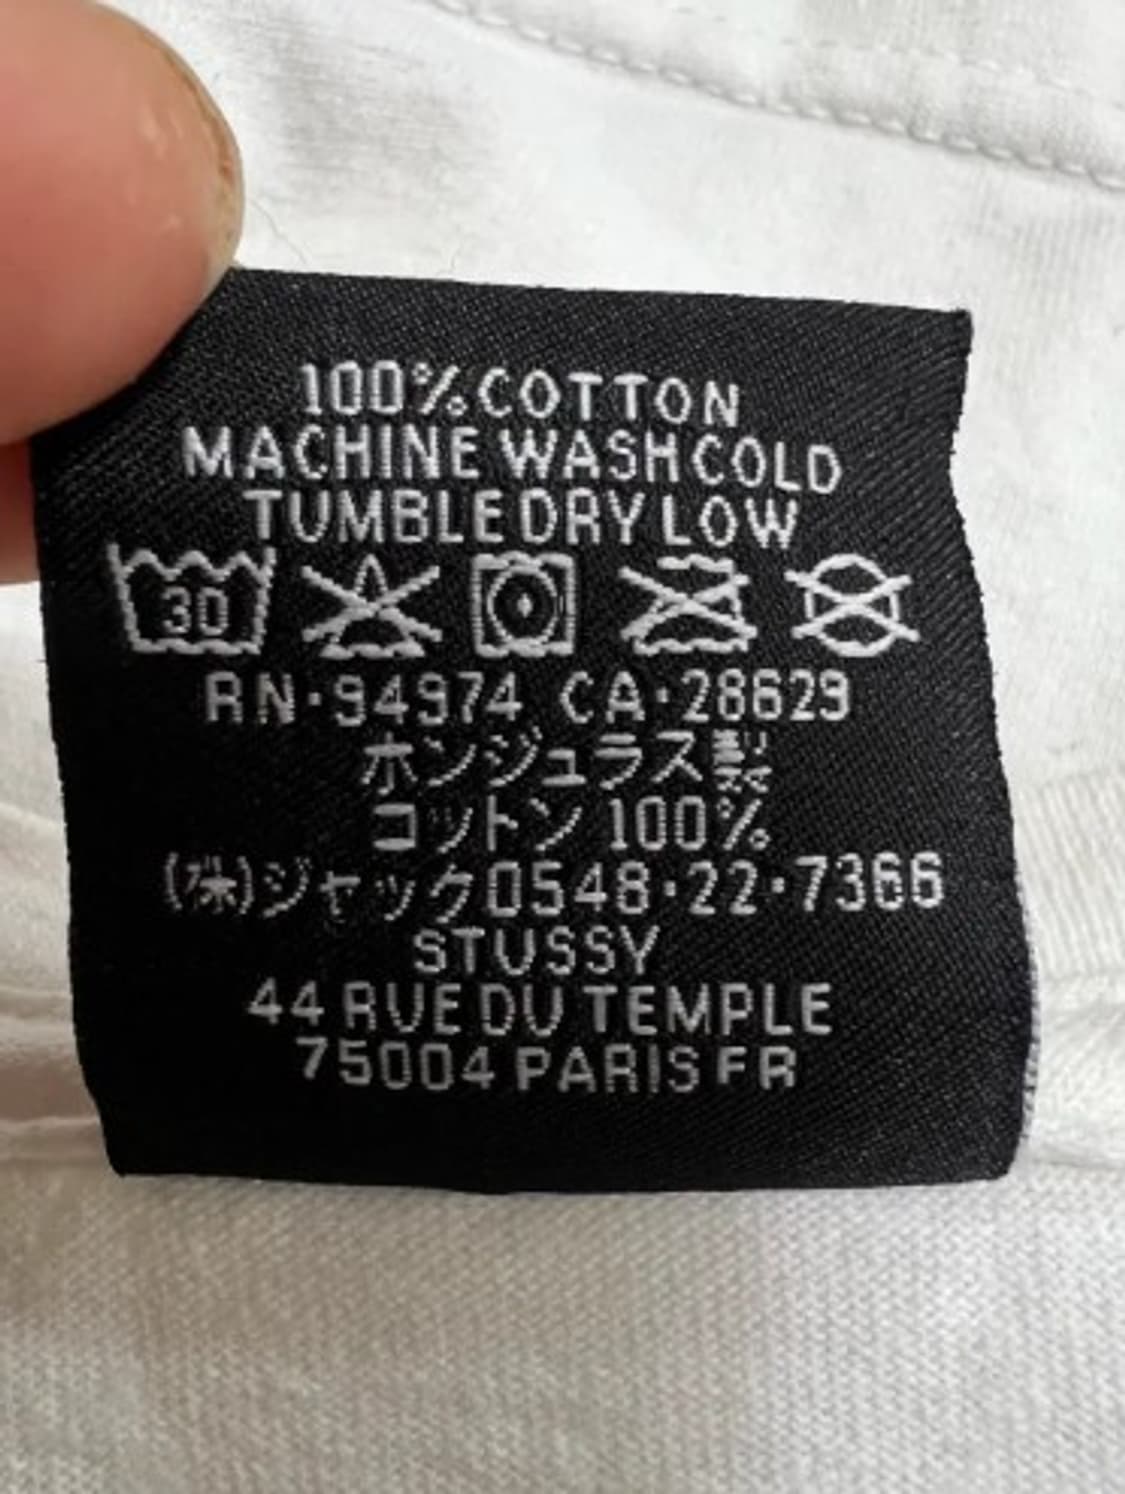 100% COTTON
MACHINE WASH COLD
TUMBLE DRY LOW
30
RN·94974 CA·28629
ホンジュラス製
コットン 100%
(株)ジャック0548·22·7366
STUSSY
44 RUE DU TEMPLE
75004 PARIS FR